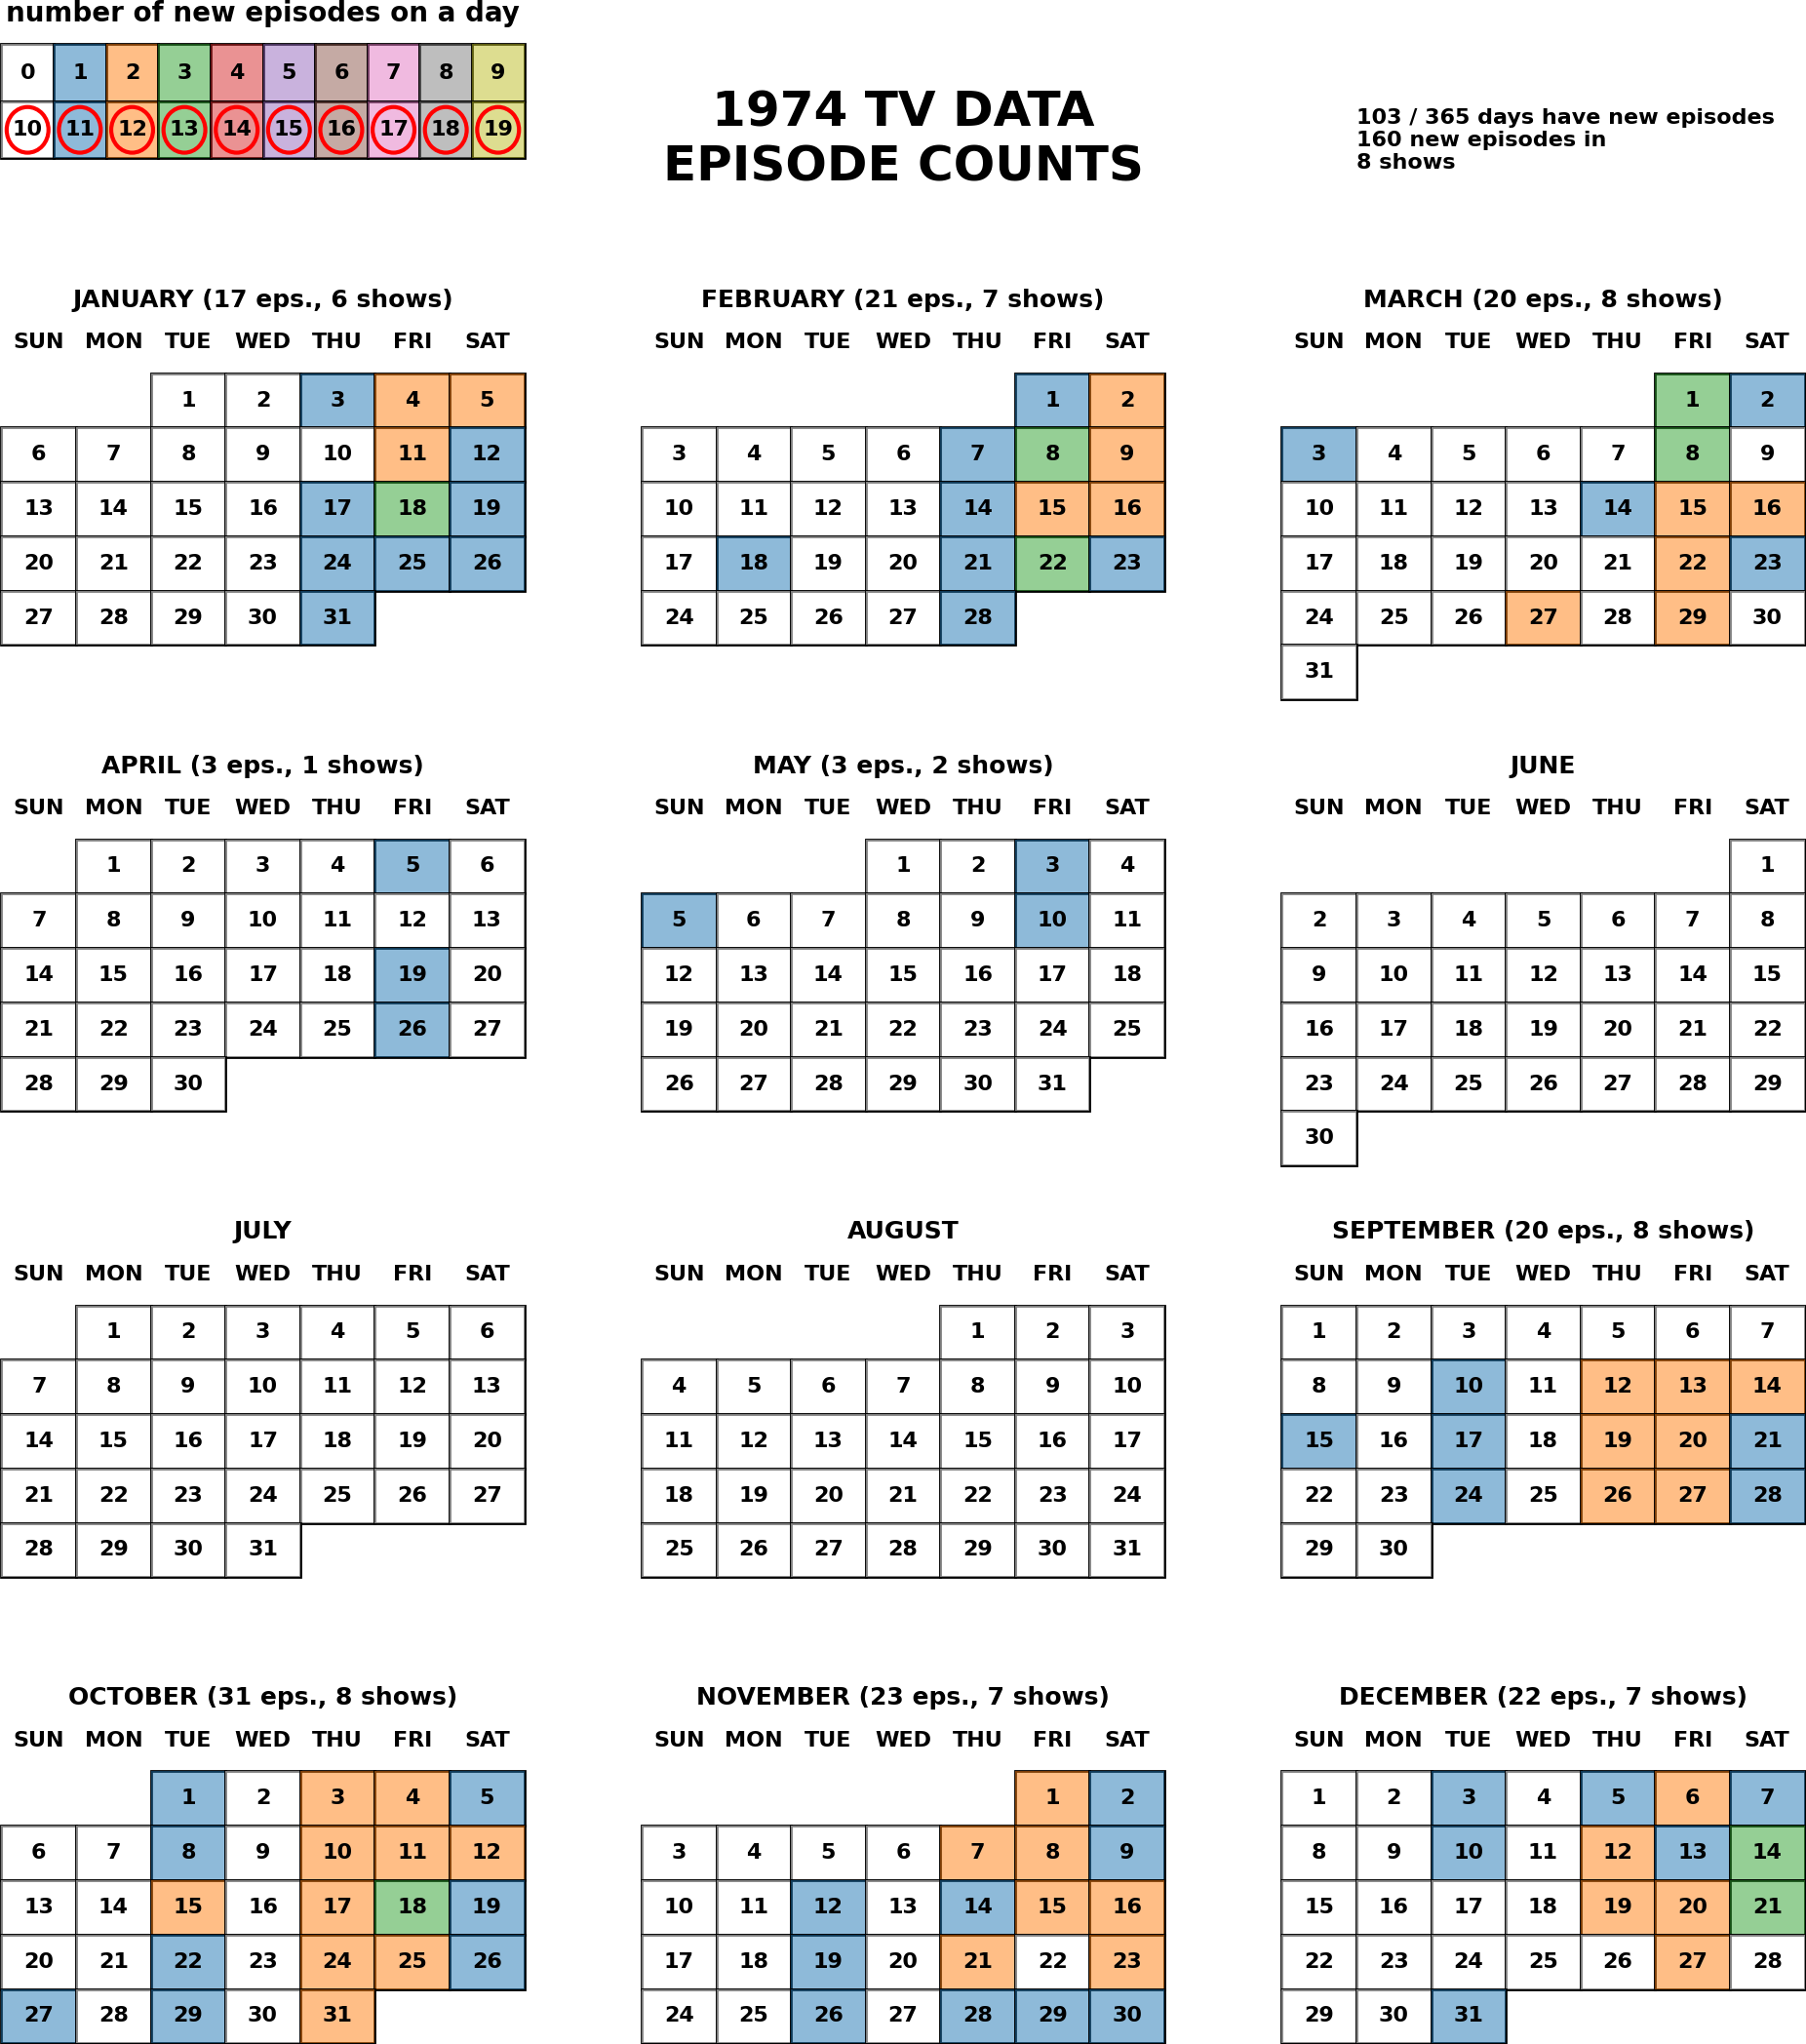 number of new episodes on a day
0 1 2 3 4 5 6 7 8 9
10 11 12 13 14 15 16 17 18 19
1974 TV DATA
EPISODE COUNTS
103 / 365 days have new episodes
160 new episodes in
8 shows
JANUARY (17 eps., 6 shows)
SUN MON TUE WED THU FRI SAT
1 2 3 4 5
6 7 8 9 10 11 12
13 14 15 16 17 18 19
20 21 22 23 24 25 26
27 28 29 30 31
FEBRUARY (21 eps., 7 shows)
SUN MON TUE WED THU FRI SAT
1 2
3 4 5 6 7 8 9
10 11 12 13 14 15 16
17 18 19 20 21 22 23
24 25 26 27 28
MARCH (20 eps., 8 shows)
SUN MON TUE WED THU FRI SAT
1 2
3 4 5 6 7 8 9
10 11 12 13 14 15 16
17 18 19 20 21 22 23
24 25 26 27 28 29 30
31
APRIL (3 eps., 1 shows)
SUN MON TUE WED THU FRI SAT
1 2 3 4 5 6
7 8 9 10 11 12 13
14 15 16 17 18 19 20
21 22 23 24 25 26 27
28 29 30
MAY (3 eps., 2 shows)
SUN MON TUE WED THU FRI SAT
1 2 3 4
5 6 7 8 9 10 11
12 13 14 15 16 17 18
19 20 21 22 23 24 25
26 27 28 29 30 31
JUNE
SUN MON TUE WED THU FRI SAT
1
2 3 4 5 6 7 8
9 10 11 12 13 14 15
16 17 18 19 20 21 22
23 24 25 26 27 28 29
30
JULY
SUN MON TUE WED THU FRI SAT
1 2 3 4 5 6
7 8 9 10 11 12 13
14 15 16 17 18 19 20
21 22 23 24 25 26 27
28 29 30 31
AUGUST
SUN MON TUE WED THU FRI SAT
1 2 3
4 5 6 7 8 9 10
11 12 13 14 15 16 17
18 19 20 21 22 23 24
25 26 27 28 29 30 31
SEPTEMBER (20 eps., 8 shows)
SUN MON TUE WED THU FRI SAT
1 2 3 4 5 6 7
8 9 10 11 12 13 14
15 16 17 18 19 20 21
22 23 24 25 26 27 28
29 30
OCTOBER (31 eps., 8 shows)
SUN MON TUE WED THU FRI SAT
1 2 3 4 5
6 7 8 9 10 11 12
13 14 15 16 17 18 19
20 21 22 23 24 25 26
27 28 29 30 31
NOVEMBER (23 eps., 7 shows)
SUN MON TUE WED THU FRI SAT
1 2
3 4 5 6 7 8 9
10 11 12 13 14 15 16
17 18 19 20 21 22 23
24 25 26 27 28 29 30
DECEMBER (22 eps., 7 shows)
SUN MON TUE WED THU FRI SAT
1 2 3 4 5 6 7
8 9 10 11 12 13 14
15 16 17 18 19 20 21
22 23 24 25 26 27 28
29 30 31